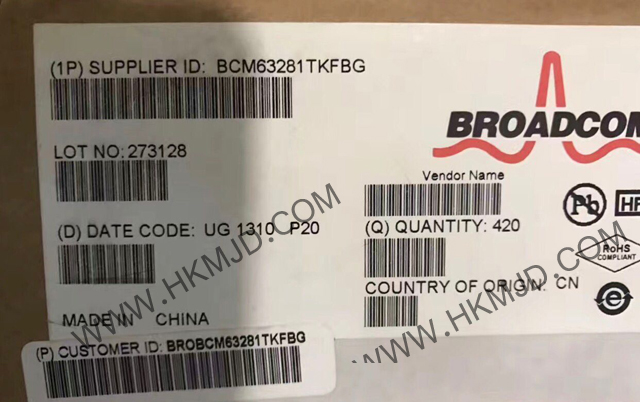 (1P) SUPPLIER ID: BCM63281TKFBG
BROADCOM
LOT NO: 273128
Vendor Name
(D) DATE CODE: UG 1310 P20
(Q) QUANTITY: 420
Pb
HF
RoHS
COMPLIANT
COUNTRY OF ORIGIN: CN
e
MADE IN CHINA
(P) CUSTOMER ID: BROBCM63281TKFBG
WWW.HKMJD.COM
WWW.HKMJD.COM